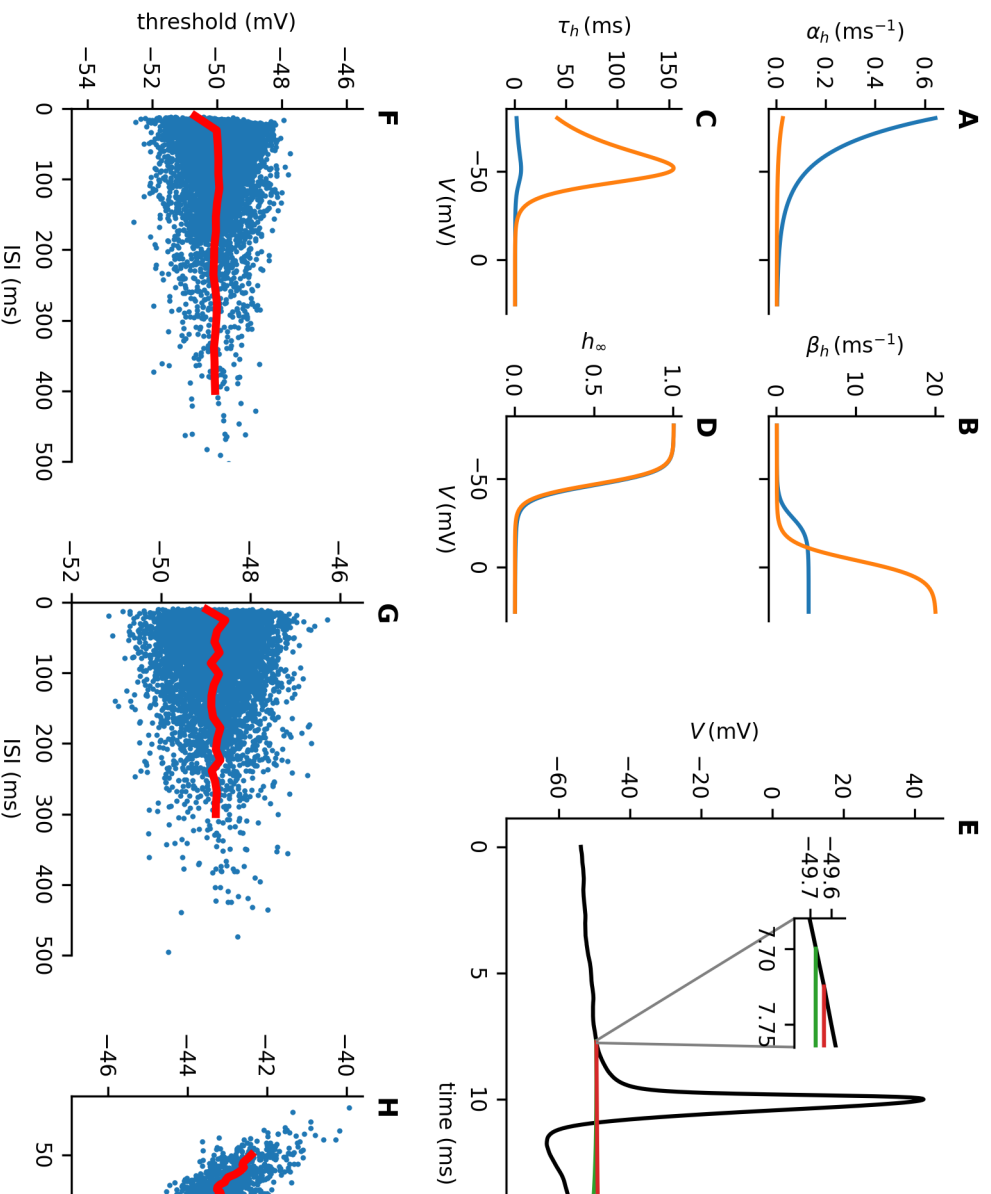 A
α_h (ms⁻¹)
0.6
0.4
0.2
0.0
B
β_h (ms⁻¹)
20
10
0
C
τ_h (ms)
150
100
50
0
−50 0
V (mV)
D
h_∞
1.0
0.5
0.0
−50 0
V (mV)
E
V (mV)
40
20
0
−20
−40
−60
−49.6
−49.7
7.70 7.75
0 5 10
time (ms)
F
threshold (mV)
−46
−48
−50
−52
−54
0 100 200 300 400 500
ISI (ms)
G
−46
−48
−50
−52
0 100 200 300 400 500
ISI (ms)
H
−40
−42
−44
−46
50